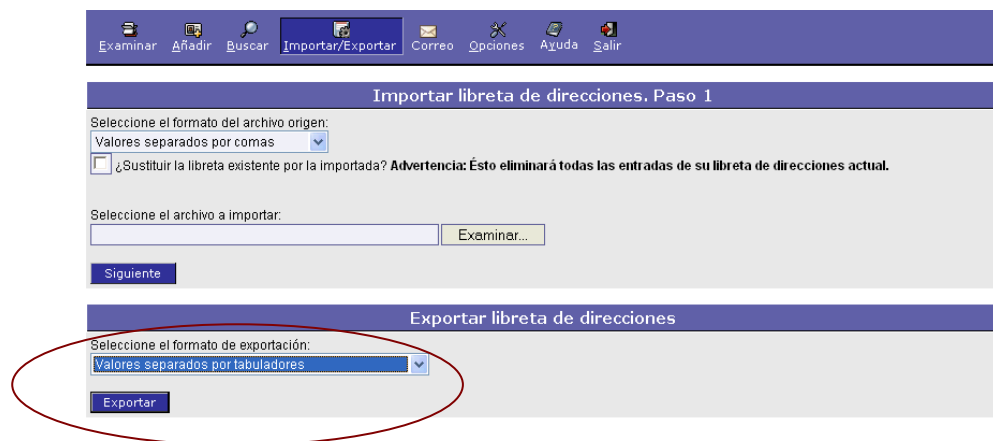 Examinar Añadir Buscar Importar/Exportar Correo Opciones Ayuda Salir
Importar libreta de direcciones. Paso 1
Seleccione el formato del archivo origen:
Valores separados por comas
¿Sustituir la libreta existente por la importada? Advertencia: Ésto eliminará todas las entradas de su libreta de direcciones actual.
Seleccione el archivo a importar:
Examinar...
Siguiente
Exportar libreta de direcciones
Seleccione el formato de exportación:
Valores separados por tabuladores
Exportar